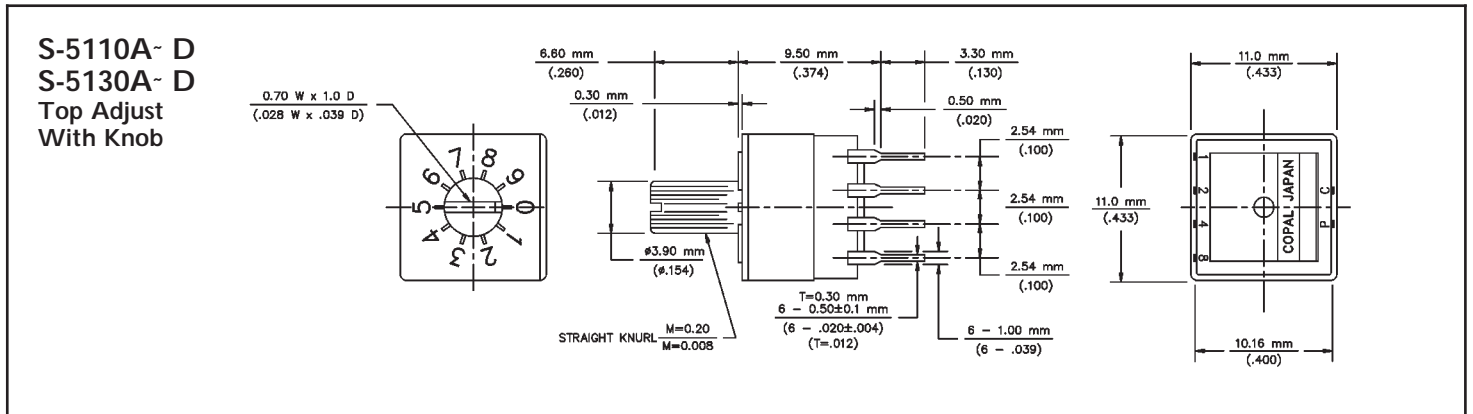 S-5110A~ D
S-5130A~ D
Top Adjust
With Knob
0.70 W x 1.0 D
(.028 W x .039 D)
7
8
6
9
5
0
4
1
3
2
6.60 mm
(.260)
9.50 mm
(.374)
3.30 mm
(.130)
0.30 mm
(.012)
0.50 mm
(.020)
2.54 mm
(.100)
2.54 mm
(.100)
2.54 mm
(.100)
ø3.90 mm
(ø.154)
STRAIGHT KNURL
M=0.20
M=0.008
T=0.30 mm
6 - 0.50±0.1 mm
(6 - .020±.004)
(T=.012)
6 - 1.00 mm
(6 - .039)
11.0 mm
(.433)
11.0 mm
(.433)
1
2
4
8
C
P
COPAL JAPAN
10.16 mm
(.400)